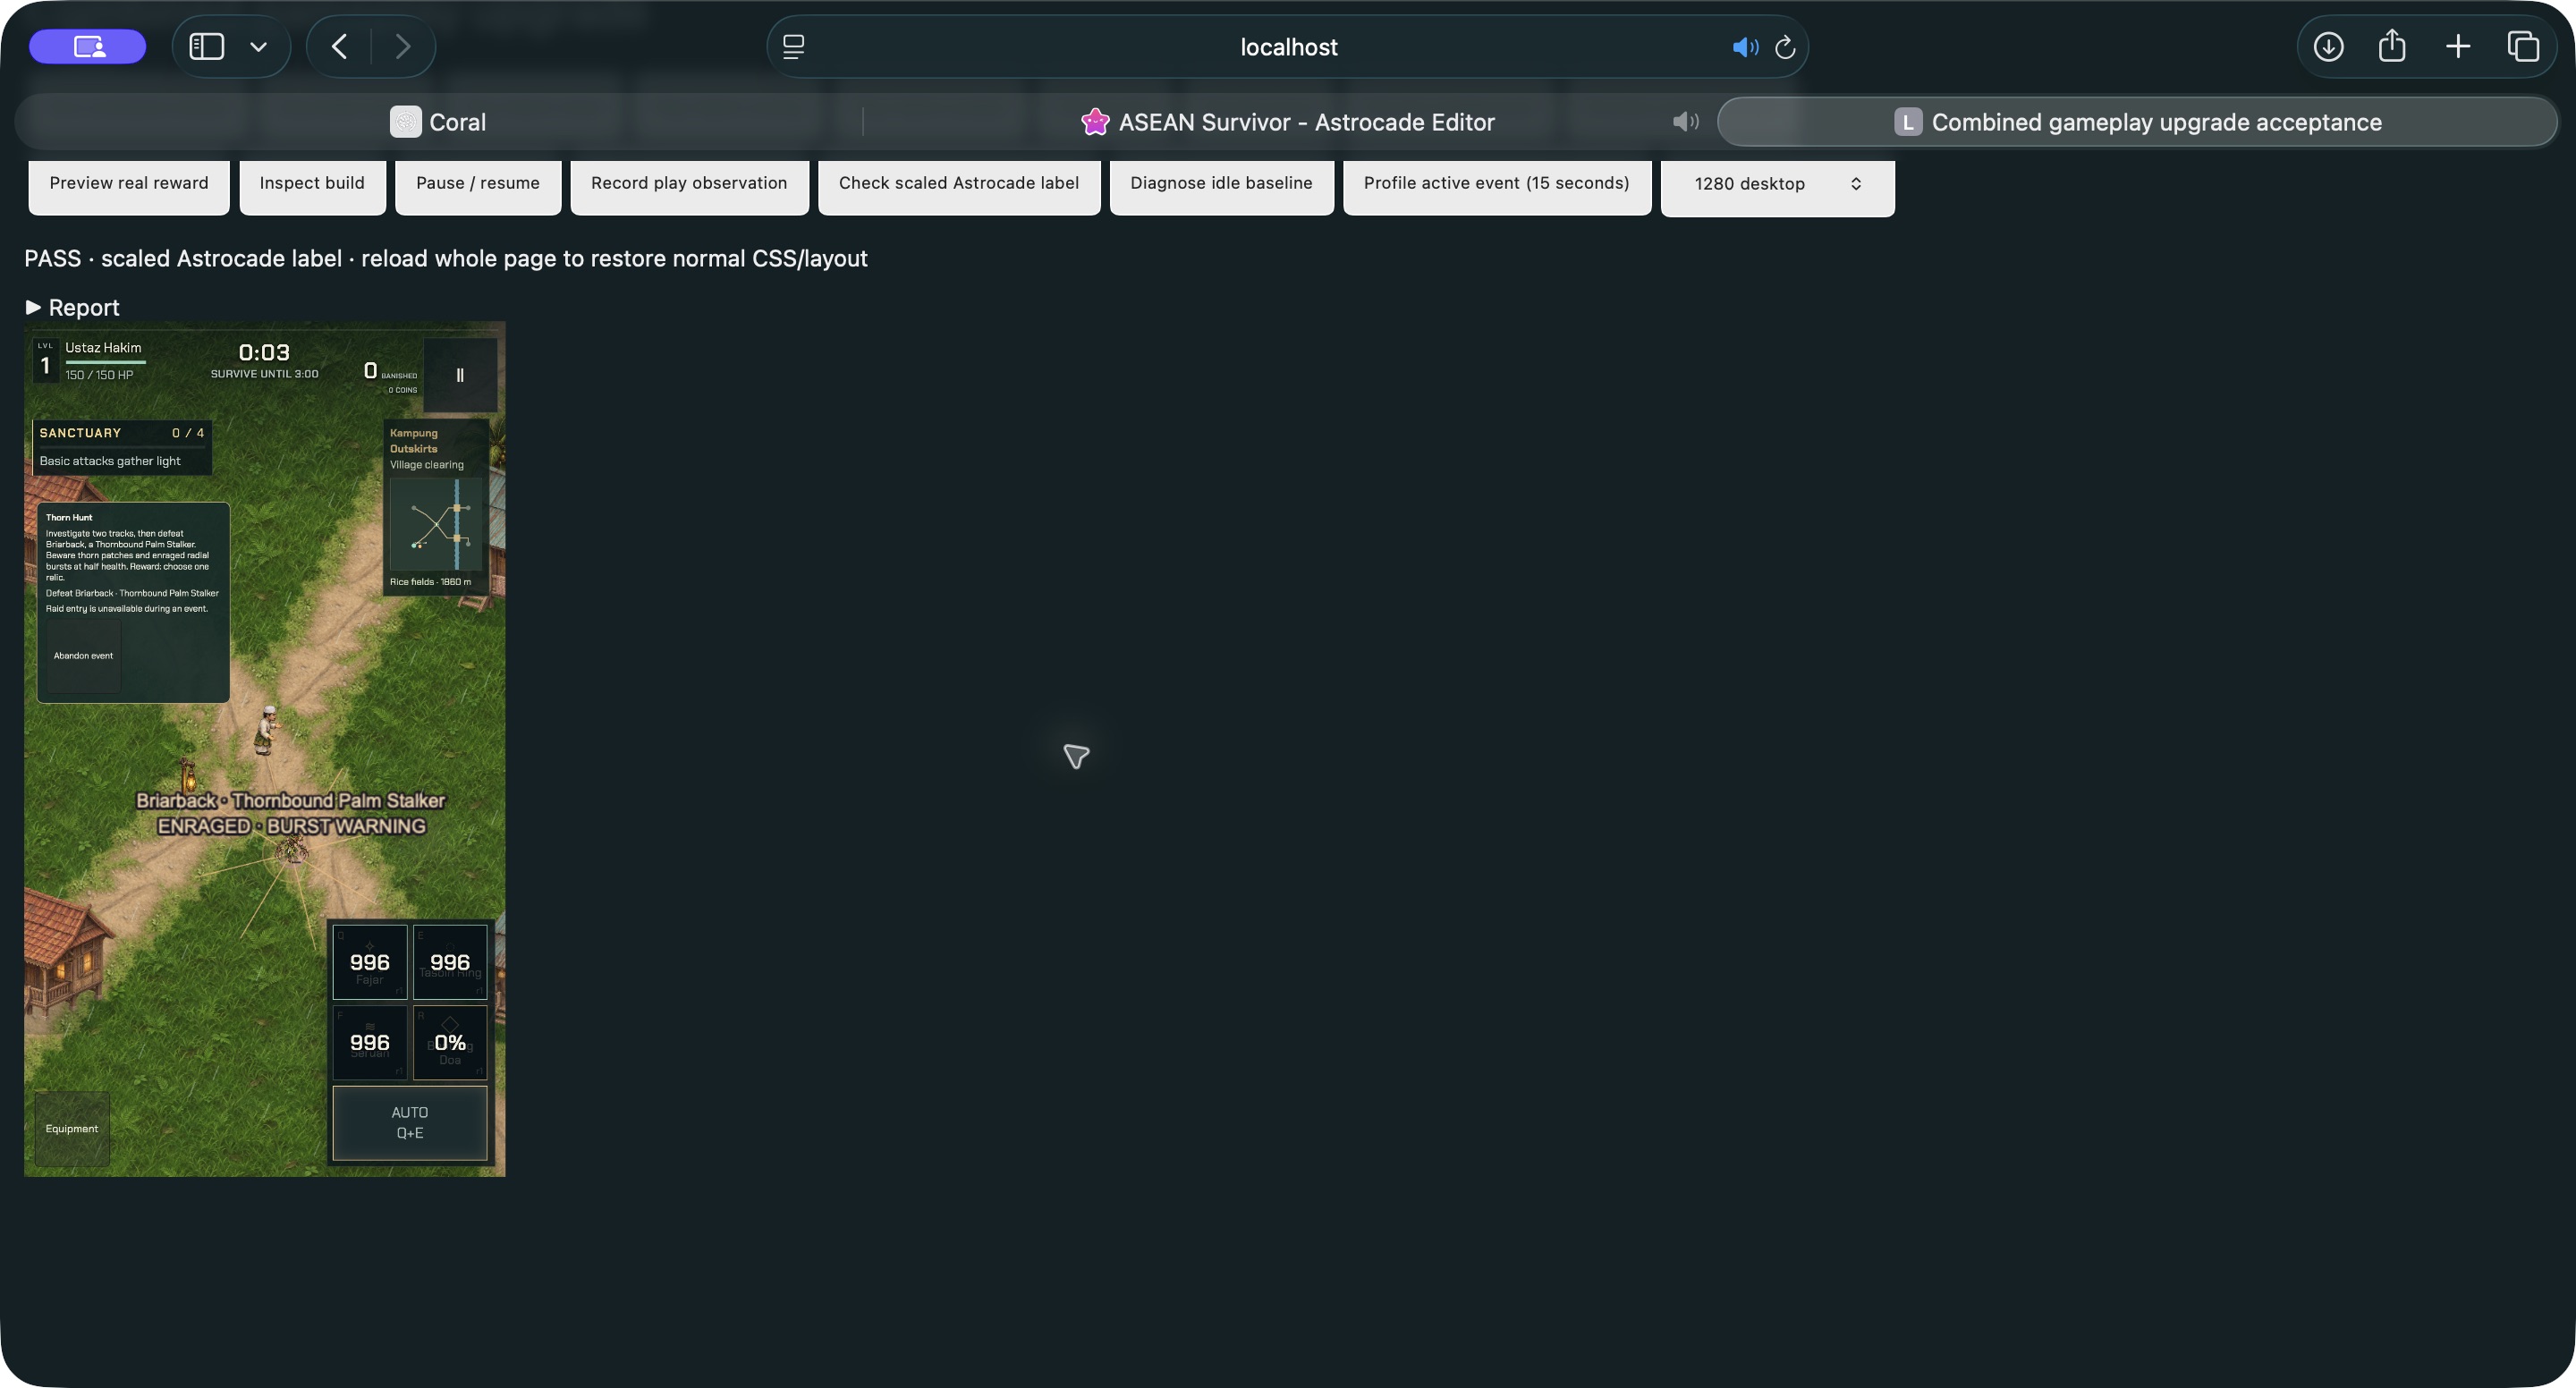 localhost
Coral
ASEAN Survivor - Astrocade Editor
L
Combined gameplay upgrade acceptance
Preview real reward
Inspect build
Pause / resume
Record play observation
Check scaled Astrocade label
Diagnose idle baseline
Profile active event (15 seconds)
1280 desktop
PASS · scaled Astrocade label · reload whole page to restore normal CSS/layout
Report
LVL
1
Ustaz Hakim
150 / 150 HP
0:03
SURVIVE UNTIL 3:00
0 BANISHED
0 COINS
SANCTUARY 0 / 4
Basic attacks gather light
Kampung
Outskirts
Village clearing
Rice fields · 1860 m
Thorn Hunt
Investigate two tracks, then defeat
Briarback, a Thornbound Palm Stalker.
Beware thorn patches and enraged radial
bursts at half health. Reward: choose one
relic.
Defeat Briarback · Thornbound Palm Stalker
Raid entry is unavailable during an event.
Abandon event
Briarback · Thornbound Palm Stalker
ENRAGED · BURST WARNING
Q
996
Fajar
r1
E
996
r1
F
996
r1
R
0%
Doa
r1
AUTO
Q+E
Equipment